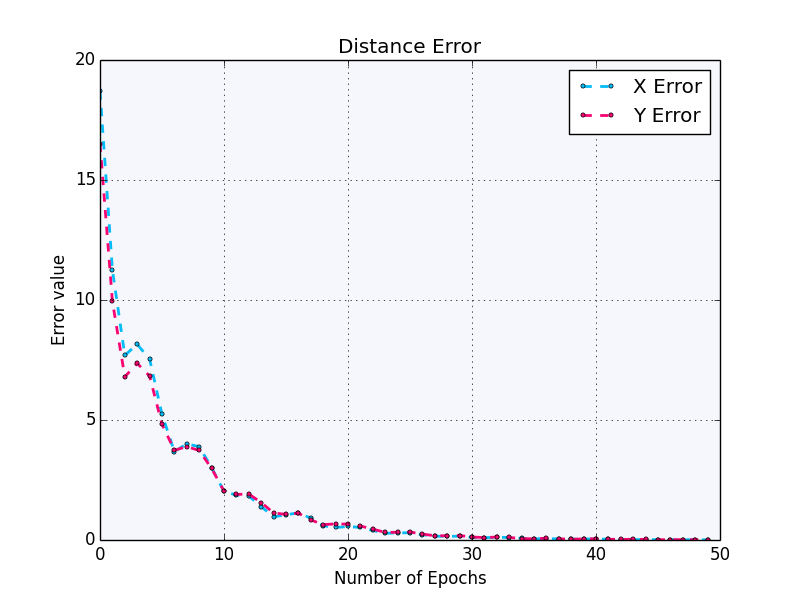 Distance Error
X Error
Y Error
20
15
10
5
0
Error value
0 10 20 30 40 50
Number of Epochs